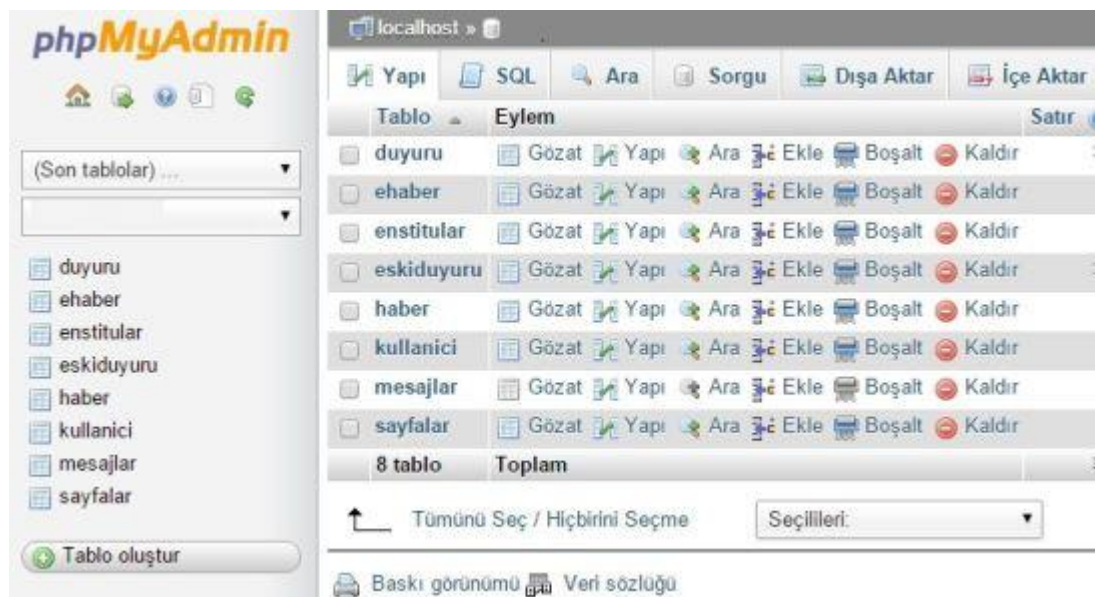 phpMyAdmin
(Son tablolar) ...
duyuru
ehaber
enstitular
eskiduyuru
haber
kullanici
mesajlar
sayfalar
Tablo oluştur
localhost »
Yapı SQL Ara Sorgu Dışa Aktar İçe Aktar
Tablo Eylem Satır
duyuru Gözat Yapı Ara Ekle Boşalt Kaldır
ehaber Gözat Yapı Ara Ekle Boşalt Kaldır
enstitular Gözat Yapı Ara Ekle Boşalt Kaldır
eskiduyuru Gözat Yapı Ara Ekle Boşalt Kaldır
haber Gözat Yapı Ara Ekle Boşalt Kaldır
kullanici Gözat Yapı Ara Ekle Boşalt Kaldır
mesajlar Gözat Yapı Ara Ekle Boşalt Kaldır
sayfalar Gözat Yapı Ara Ekle Boşalt Kaldır
8 tablo Toplam
Tümünü Seç / Hiçbirini Seçme Seçilileri:
Baskı görünümü Veri sözlüğü